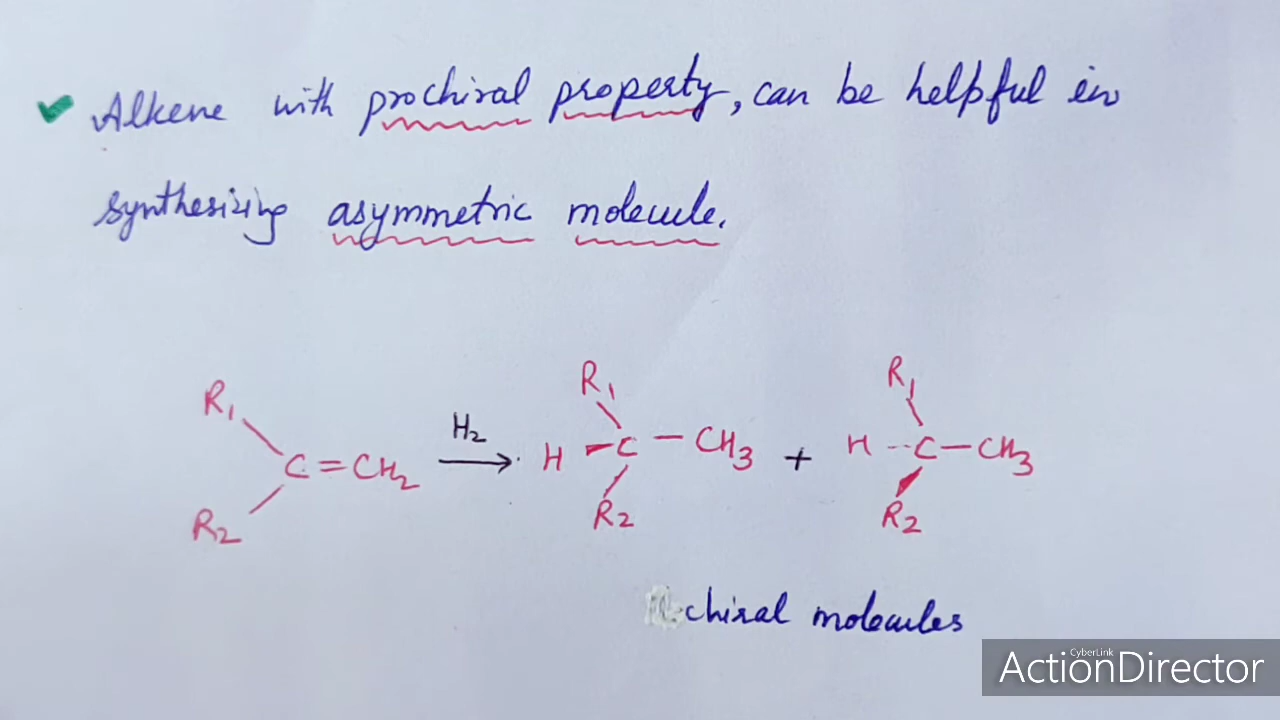 Alkene with prochiral property, can be helpful in
synthesizing asymmetric molecule.
R1 R1 R1
H2
C=CH2 H C-CH3 + H C-CH3
R2 R2 R2
chiral molecules
CyberLink
ActionDirector